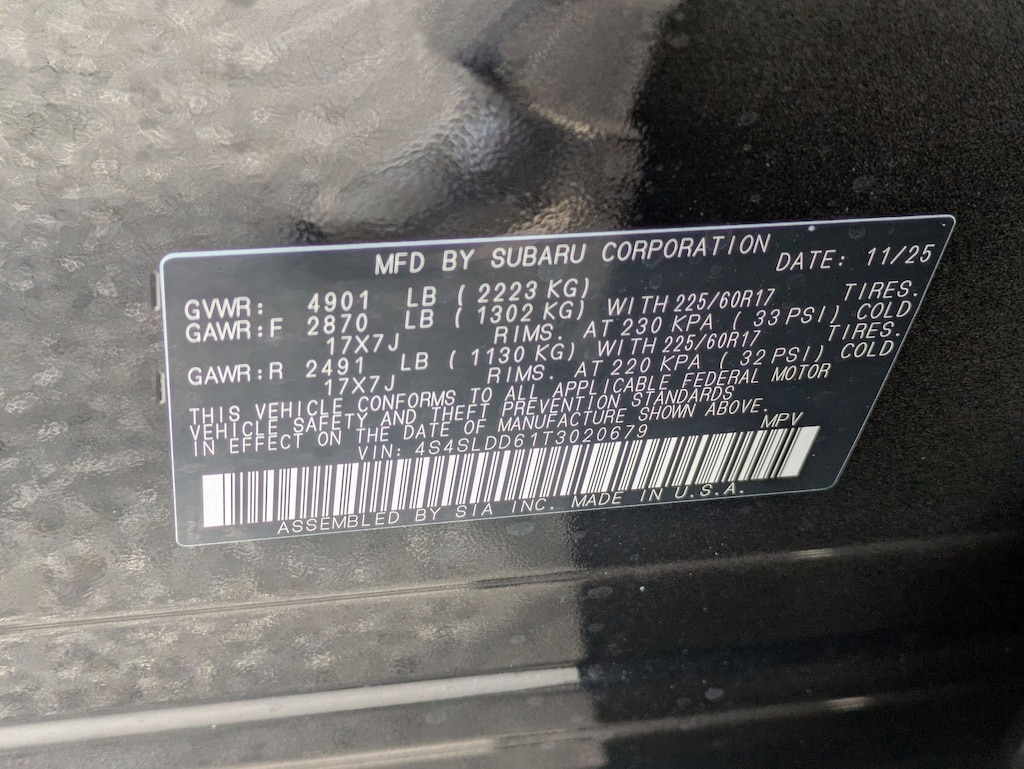 MFD BY SUBARU CORPORATION DATE: 11/25
GVWR: 4901 LB ( 2223 KG)
GAWR:F 2870 LB ( 1302 KG) WITH 225/60R17 TIRES.
17X7J RIMS. AT 230 KPA ( 33 PSI) COLD
GAWR:R 2491 LB ( 1130 KG) WITH 225/60R17 TIRES.
17X7J RIMS. AT 220 KPA ( 32 PSI) COLD
THIS VEHICLE CONFORMS TO ALL APPLICABLE FEDERAL MOTOR
VEHICLE SAFETY AND THEFT PREVENTION STANDARDS
IN EFFECT ON THE DATE OF MANUFACTURE SHOWN ABOVE.
VIN: 4S4SLDD61T3020679 MPV
ASSEMBLED BY SIA INC. MADE IN U.S.A.